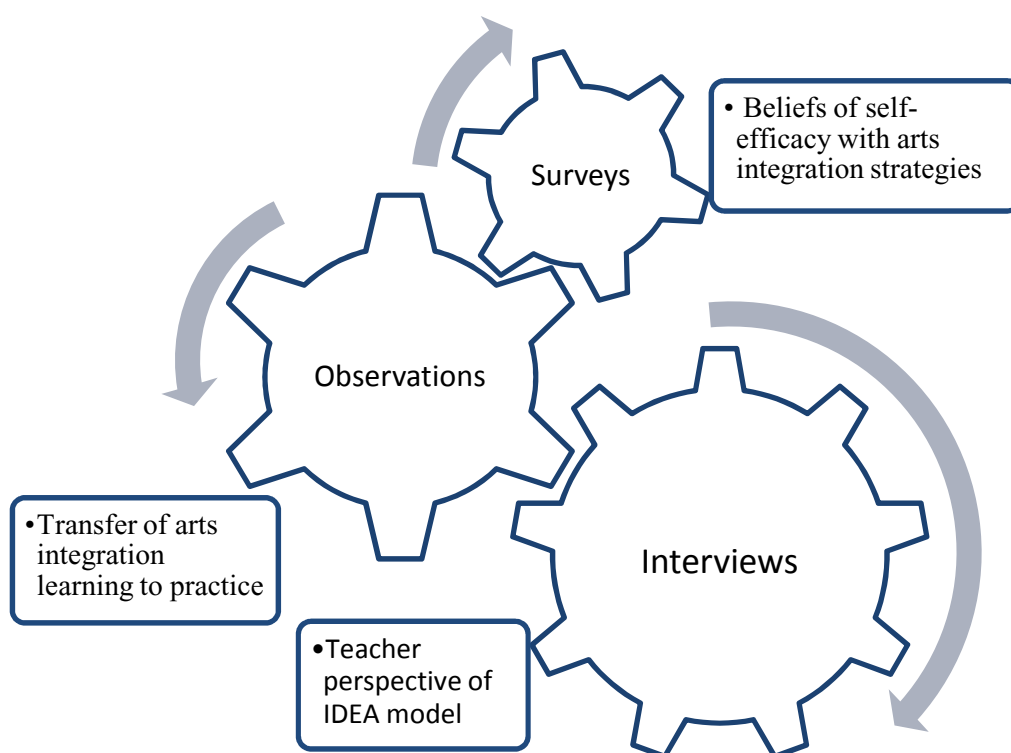 Surveys
• Beliefs of self-
efficacy with arts
integration strategies
Observations
•Transfer of arts
integration
learning to practice
Interviews
•Teacher
perspective of
IDEA model